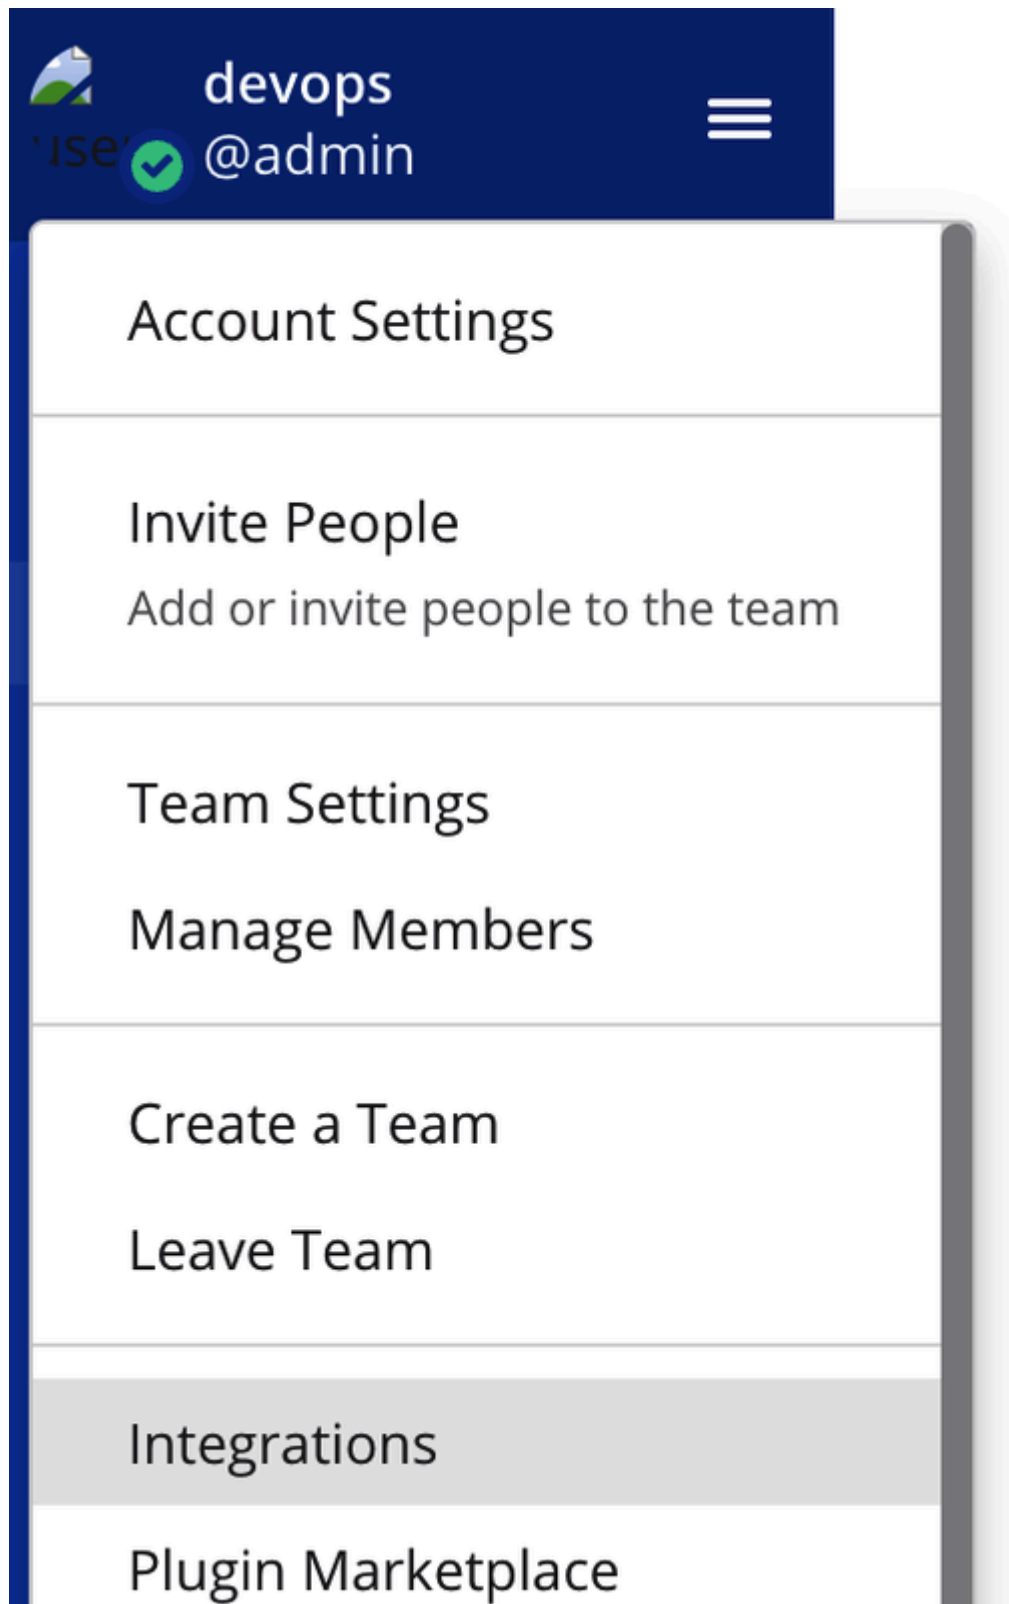 devops
@admin
Account Settings
Invite People
Add or invite people to the team
Team Settings
Manage Members
Create a Team
Leave Team
Integrations
Plugin Marketplace